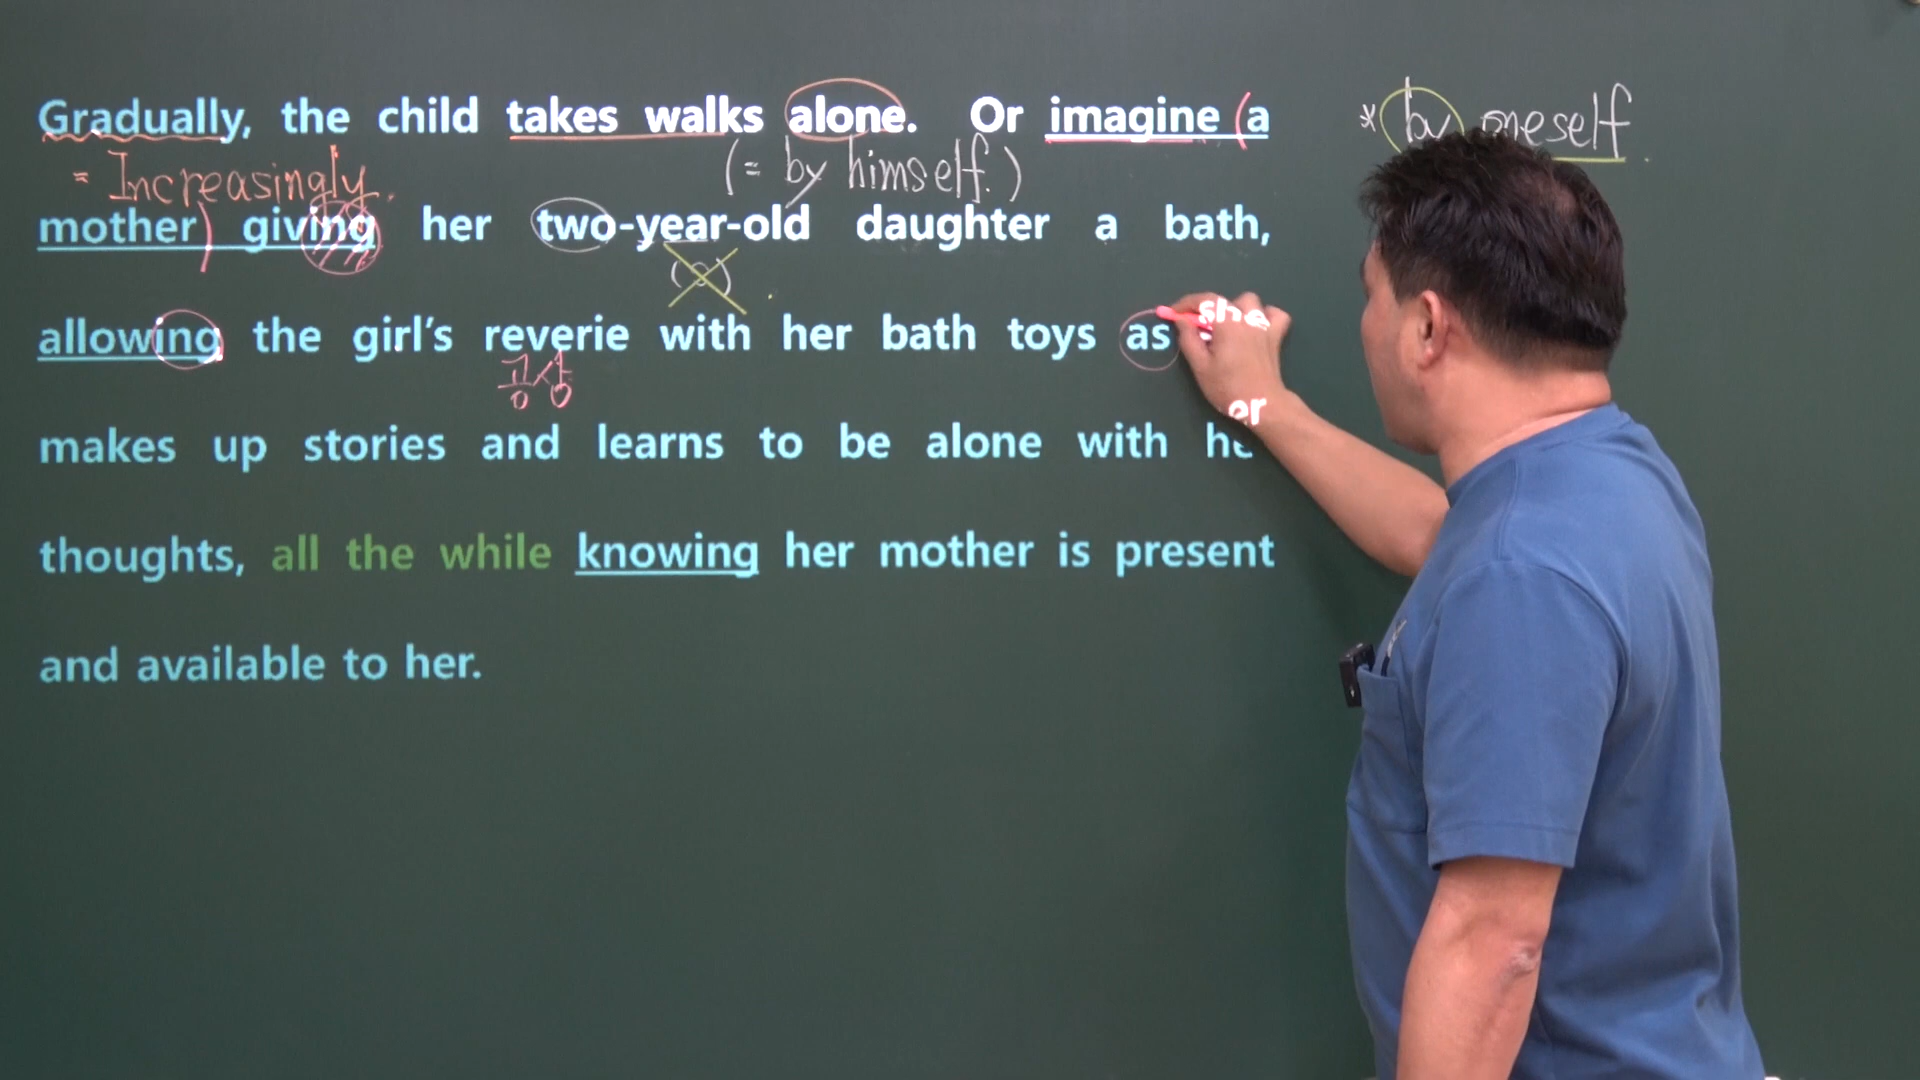 Gradually, the child takes walks alone. Or imagine (a
* by oneself.
= Increasingly.
(= by himself.)
mother) giving her two-year-old daughter a bath,
(s)
allowing the girl's reverie with her bath toys as she
공상
makes up stories and learns to be alone with her
thoughts, all the while knowing her mother is present
and available to her.